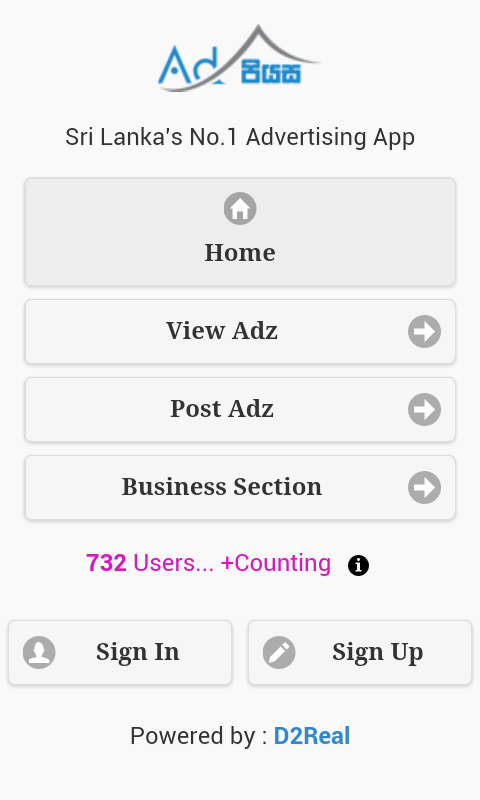 Ad පියස
Sri Lanka's No.1 Advertising App
Home
View Adz
Post Adz
Business Section
732 Users... +Counting
Sign In
Sign Up
Powered by : D2Real